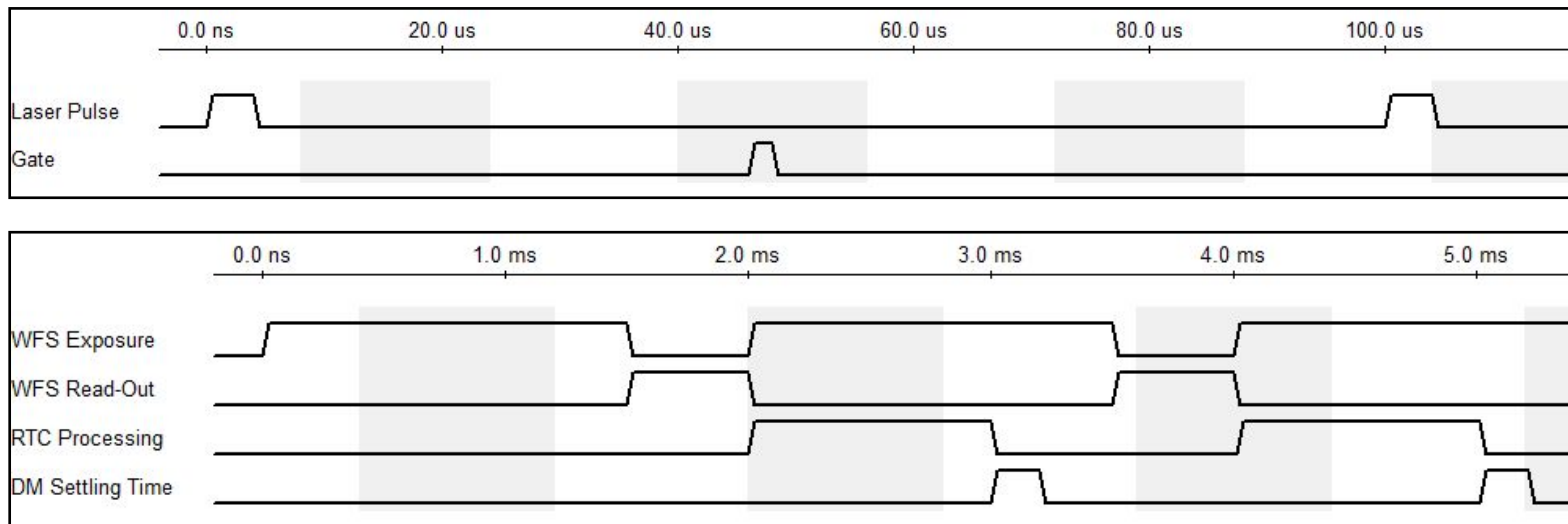 0.0 ns 20.0 us 40.0 us 60.0 us 80.0 us 100.0 us
Laser Pulse
Gate
0.0 ns 1.0 ms 2.0 ms 3.0 ms 4.0 ms 5.0 ms
WFS Exposure
WFS Read-Out
RTC Processing
DM Settling Time